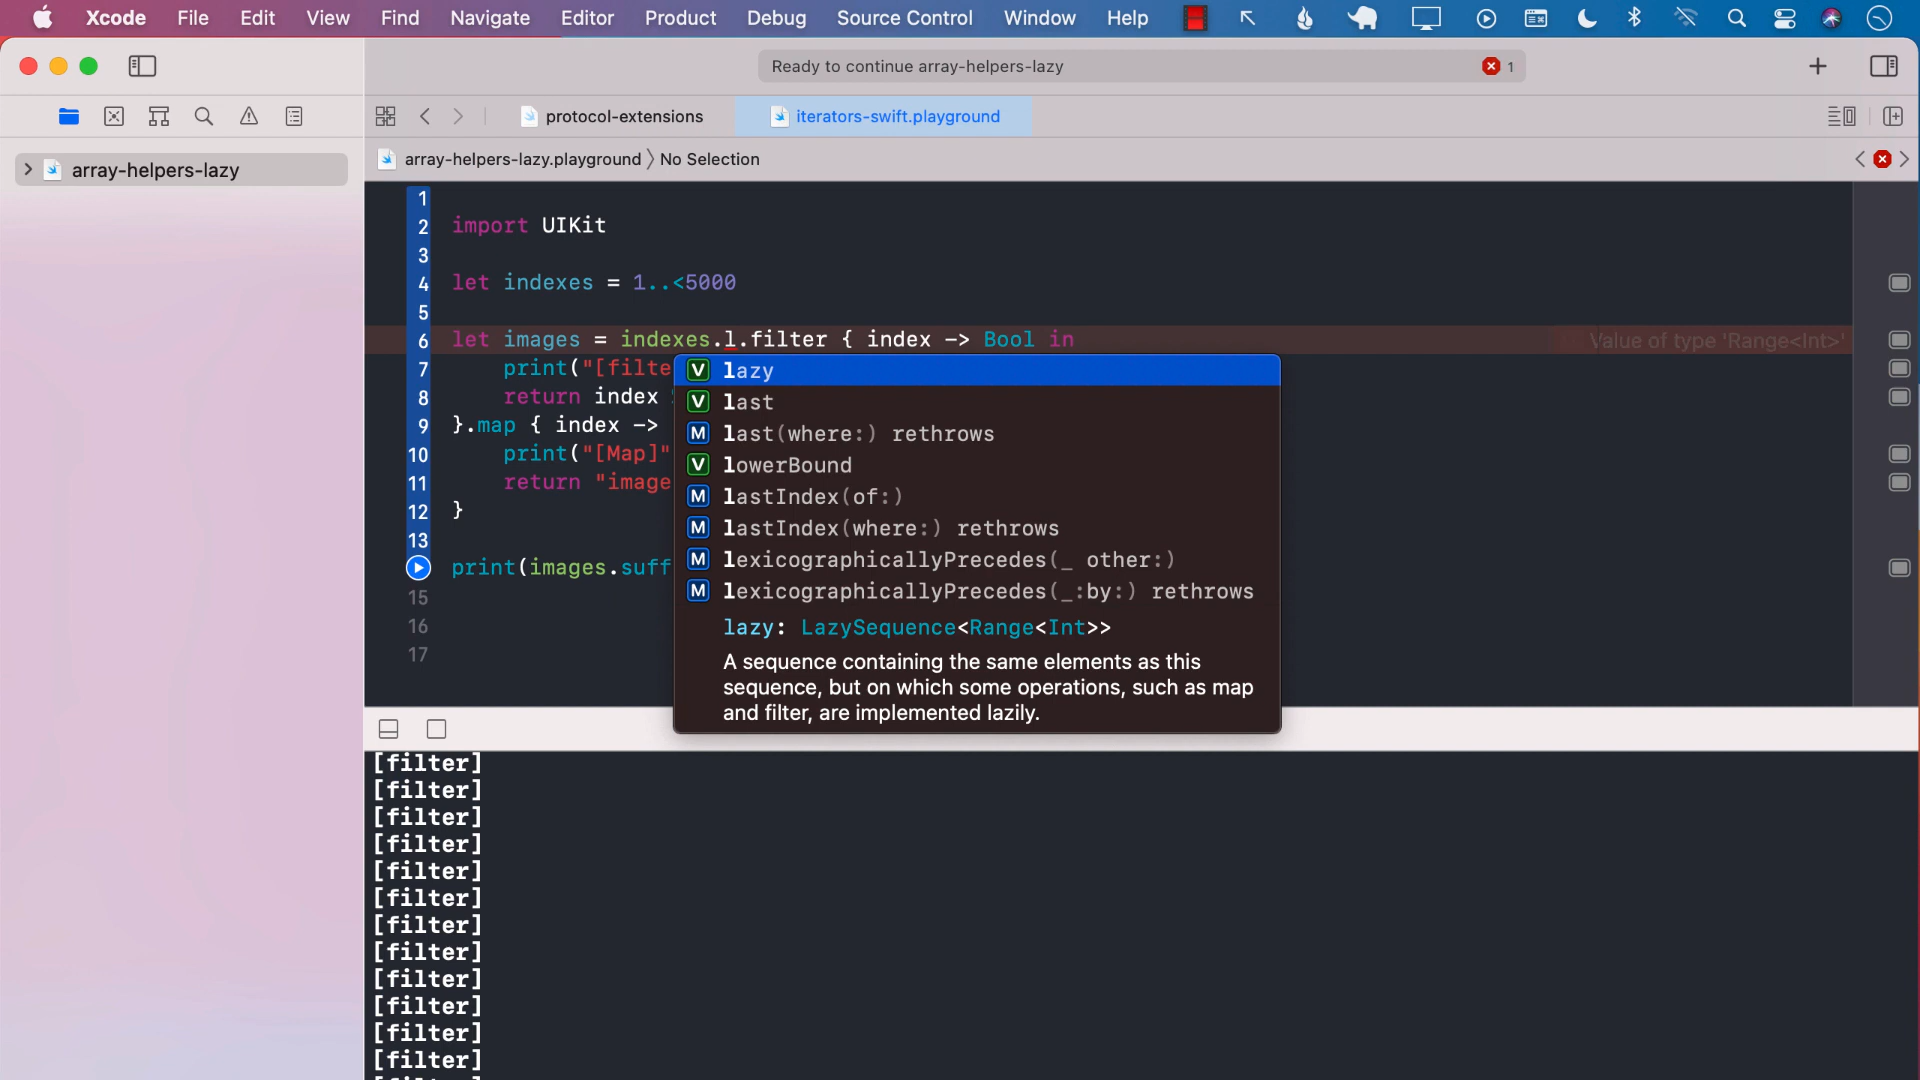 Xcode File Edit View Find Navigate Editor Product Debug Source Control Window Help
Ready to continue array-helpers-lazy 1
protocol-extensions
iterators-swift.playground
array-helpers-lazy
array-helpers-lazy.playground 〉No Selection
1
2 import UIKit
3
4 let indexes = 1..<5000
5
6 let images = indexes.l.filter { index -> Bool in
Value of type 'Range<Int>'
7 print("[filte
8 return index
9 }.map { index ->
10 print("[Map]"
11 return "image
12 }
13
print(images.suff
15
16
17
V lazy
V last
M last(where:) rethrows
V lowerBound
M lastIndex(of:)
M lastIndex(where:) rethrows
M lexicographicallyPrecedes(_ other:)
M lexicographicallyPrecedes(_:by:) rethrows
lazy: LazySequence<Range<Int>>
A sequence containing the same elements as this
sequence, but on which some operations, such as map
and filter, are implemented lazily.
[filter]
[filter]
[filter]
[filter]
[filter]
[filter]
[filter]
[filter]
[filter]
[filter]
[filter]
[filter]